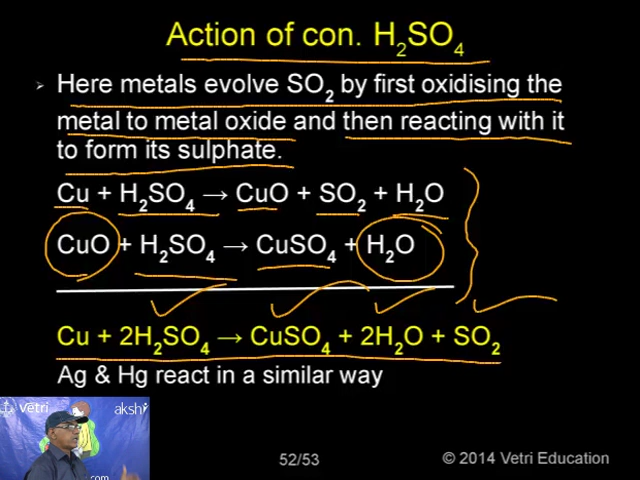 Action of con. H₂SO₄
Here metals evolve SO₂ by first oxidising the
metal to metal oxide and then reacting with it
to form its sulphate.
Cu + H₂SO₄ → CuO + SO₂ + H₂O
CuO + H₂SO₄ → CuSO₄ + H₂O
Cu + 2H₂SO₄ → CuSO₄ + 2H₂O + SO₂
Ag & Hg react in a similar way
Vetri akshi
.com
52/53
© 2014 Vetri Education